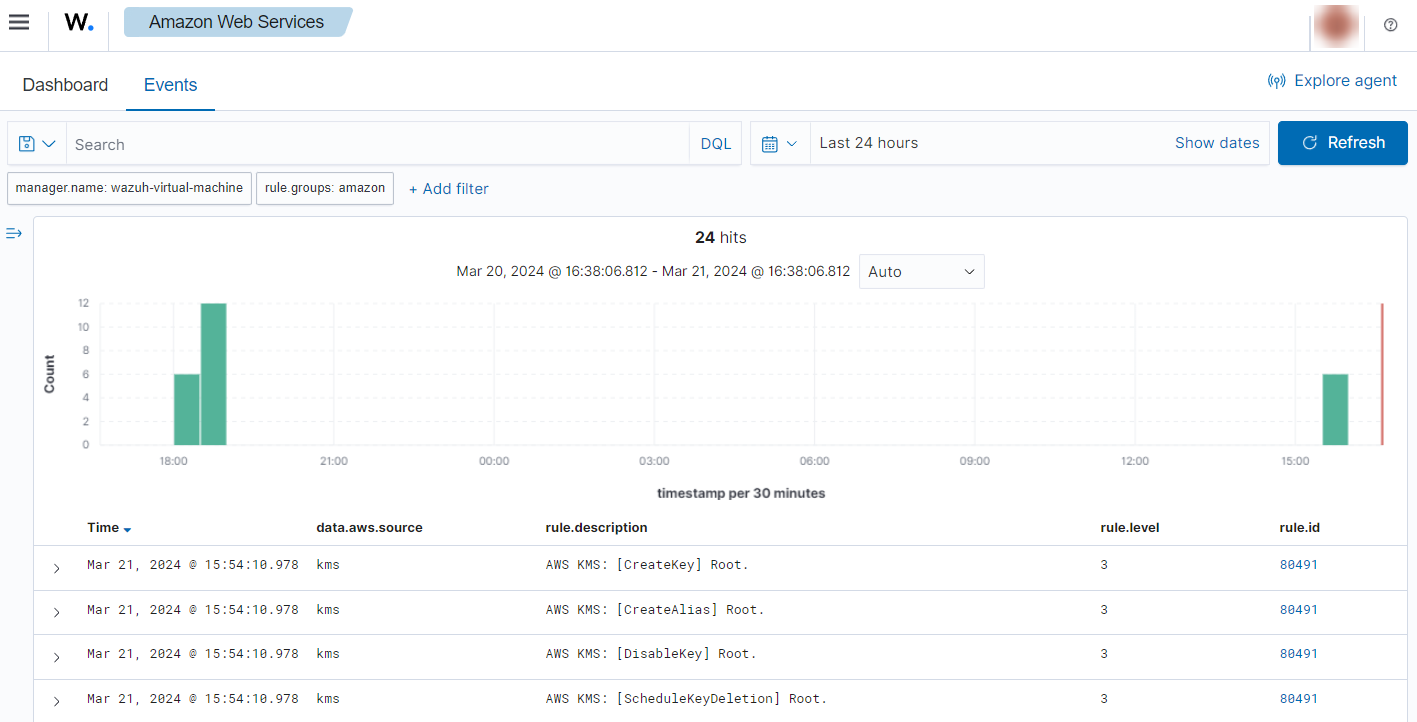 W. Amazon Web Services
Dashboard Events Explore agent
Search DQL Last 24 hours Show dates Refresh
manager.name: wazuh-virtual-machine rule.groups: amazon + Add filter
24 hits
Mar 20, 2024 @ 16:38:06.812 - Mar 21, 2024 @ 16:38:06.812 Auto
12
10
8
6
4
2
0
Count
18:00 21:00 00:00 03:00 06:00 09:00 12:00 15:00
timestamp per 30 minutes
Time data.aws.source rule.description rule.level rule.id
Mar 21, 2024 @ 15:54:10.978 kms AWS KMS: [CreateKey] Root. 3 80491
Mar 21, 2024 @ 15:54:10.978 kms AWS KMS: [CreateAlias] Root. 3 80491
Mar 21, 2024 @ 15:54:10.978 kms AWS KMS: [DisableKey] Root. 3 80491
Mar 21, 2024 @ 15:54:10.978 kms AWS KMS: [ScheduleKeyDeletion] Root. 3 80491